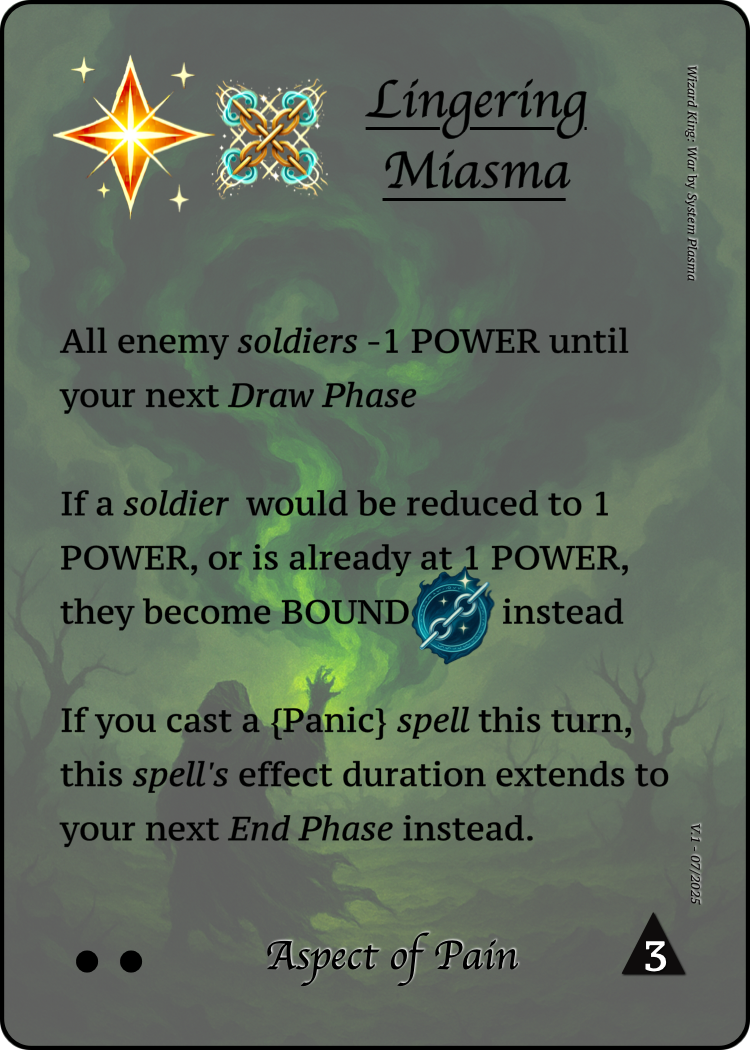 Lingering
Miasma
Wizard King: War by System Plasma
All enemy soldiers -1 POWER until
your next Draw Phase
If a soldier would be reduced to 1
POWER, or is already at 1 POWER,
they become BOUND instead
If you cast a {Panic} spell this turn,
this spell's effect duration extends to
your next End Phase instead.
V.1 - 07/2025
Aspect of Pain
3